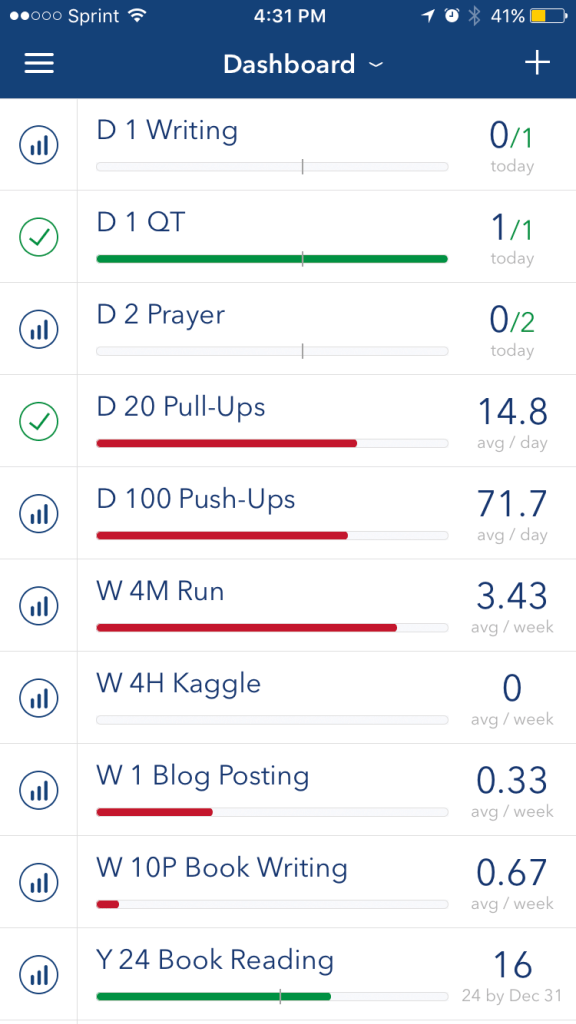 Sprint 4:31 PM 41%
Dashboard
D 1 Writing 0/1
today
D 1 QT 1/1
today
D 2 Prayer 0/2
today
D 20 Pull-Ups 14.8
avg / day
D 100 Push-Ups 71.7
avg / day
W 4M Run 3.43
avg / week
W 4H Kaggle 0
avg / week
W 1 Blog Posting 0.33
avg / week
W 10P Book Writing 0.67
avg / week
Y 24 Book Reading 16
24 by Dec 31